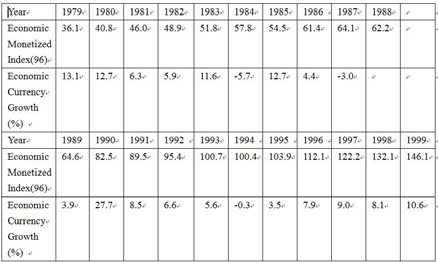 Year 1979 1980 1981 1982 1983 1984 1985 1986 1987 1988
Economic 36.1 40.8 46.0 48.9 51.8 57.8 54.5 61.4 64.1 62.2
Monetized
Index(96)
Economic 13.1 12.7 6.3 5.9 11.6 -5.7 12.7 4.4 -3.0
Currency
Growth
(%)
Year 1989 1990 1991 1992 1993 1994 1995 1996 1997 1998 1999
Economic 64.6 82.5 89.5 95.4 100.7 100.4 103.9 112.1 122.2 132.1 146.1
Monetized
Index(96)
Economic 3.9 27.7 8.5 6.6 5.6 -0.3 3.5 7.9 9.0 8.1 10.6
Currency
Growth
(%)